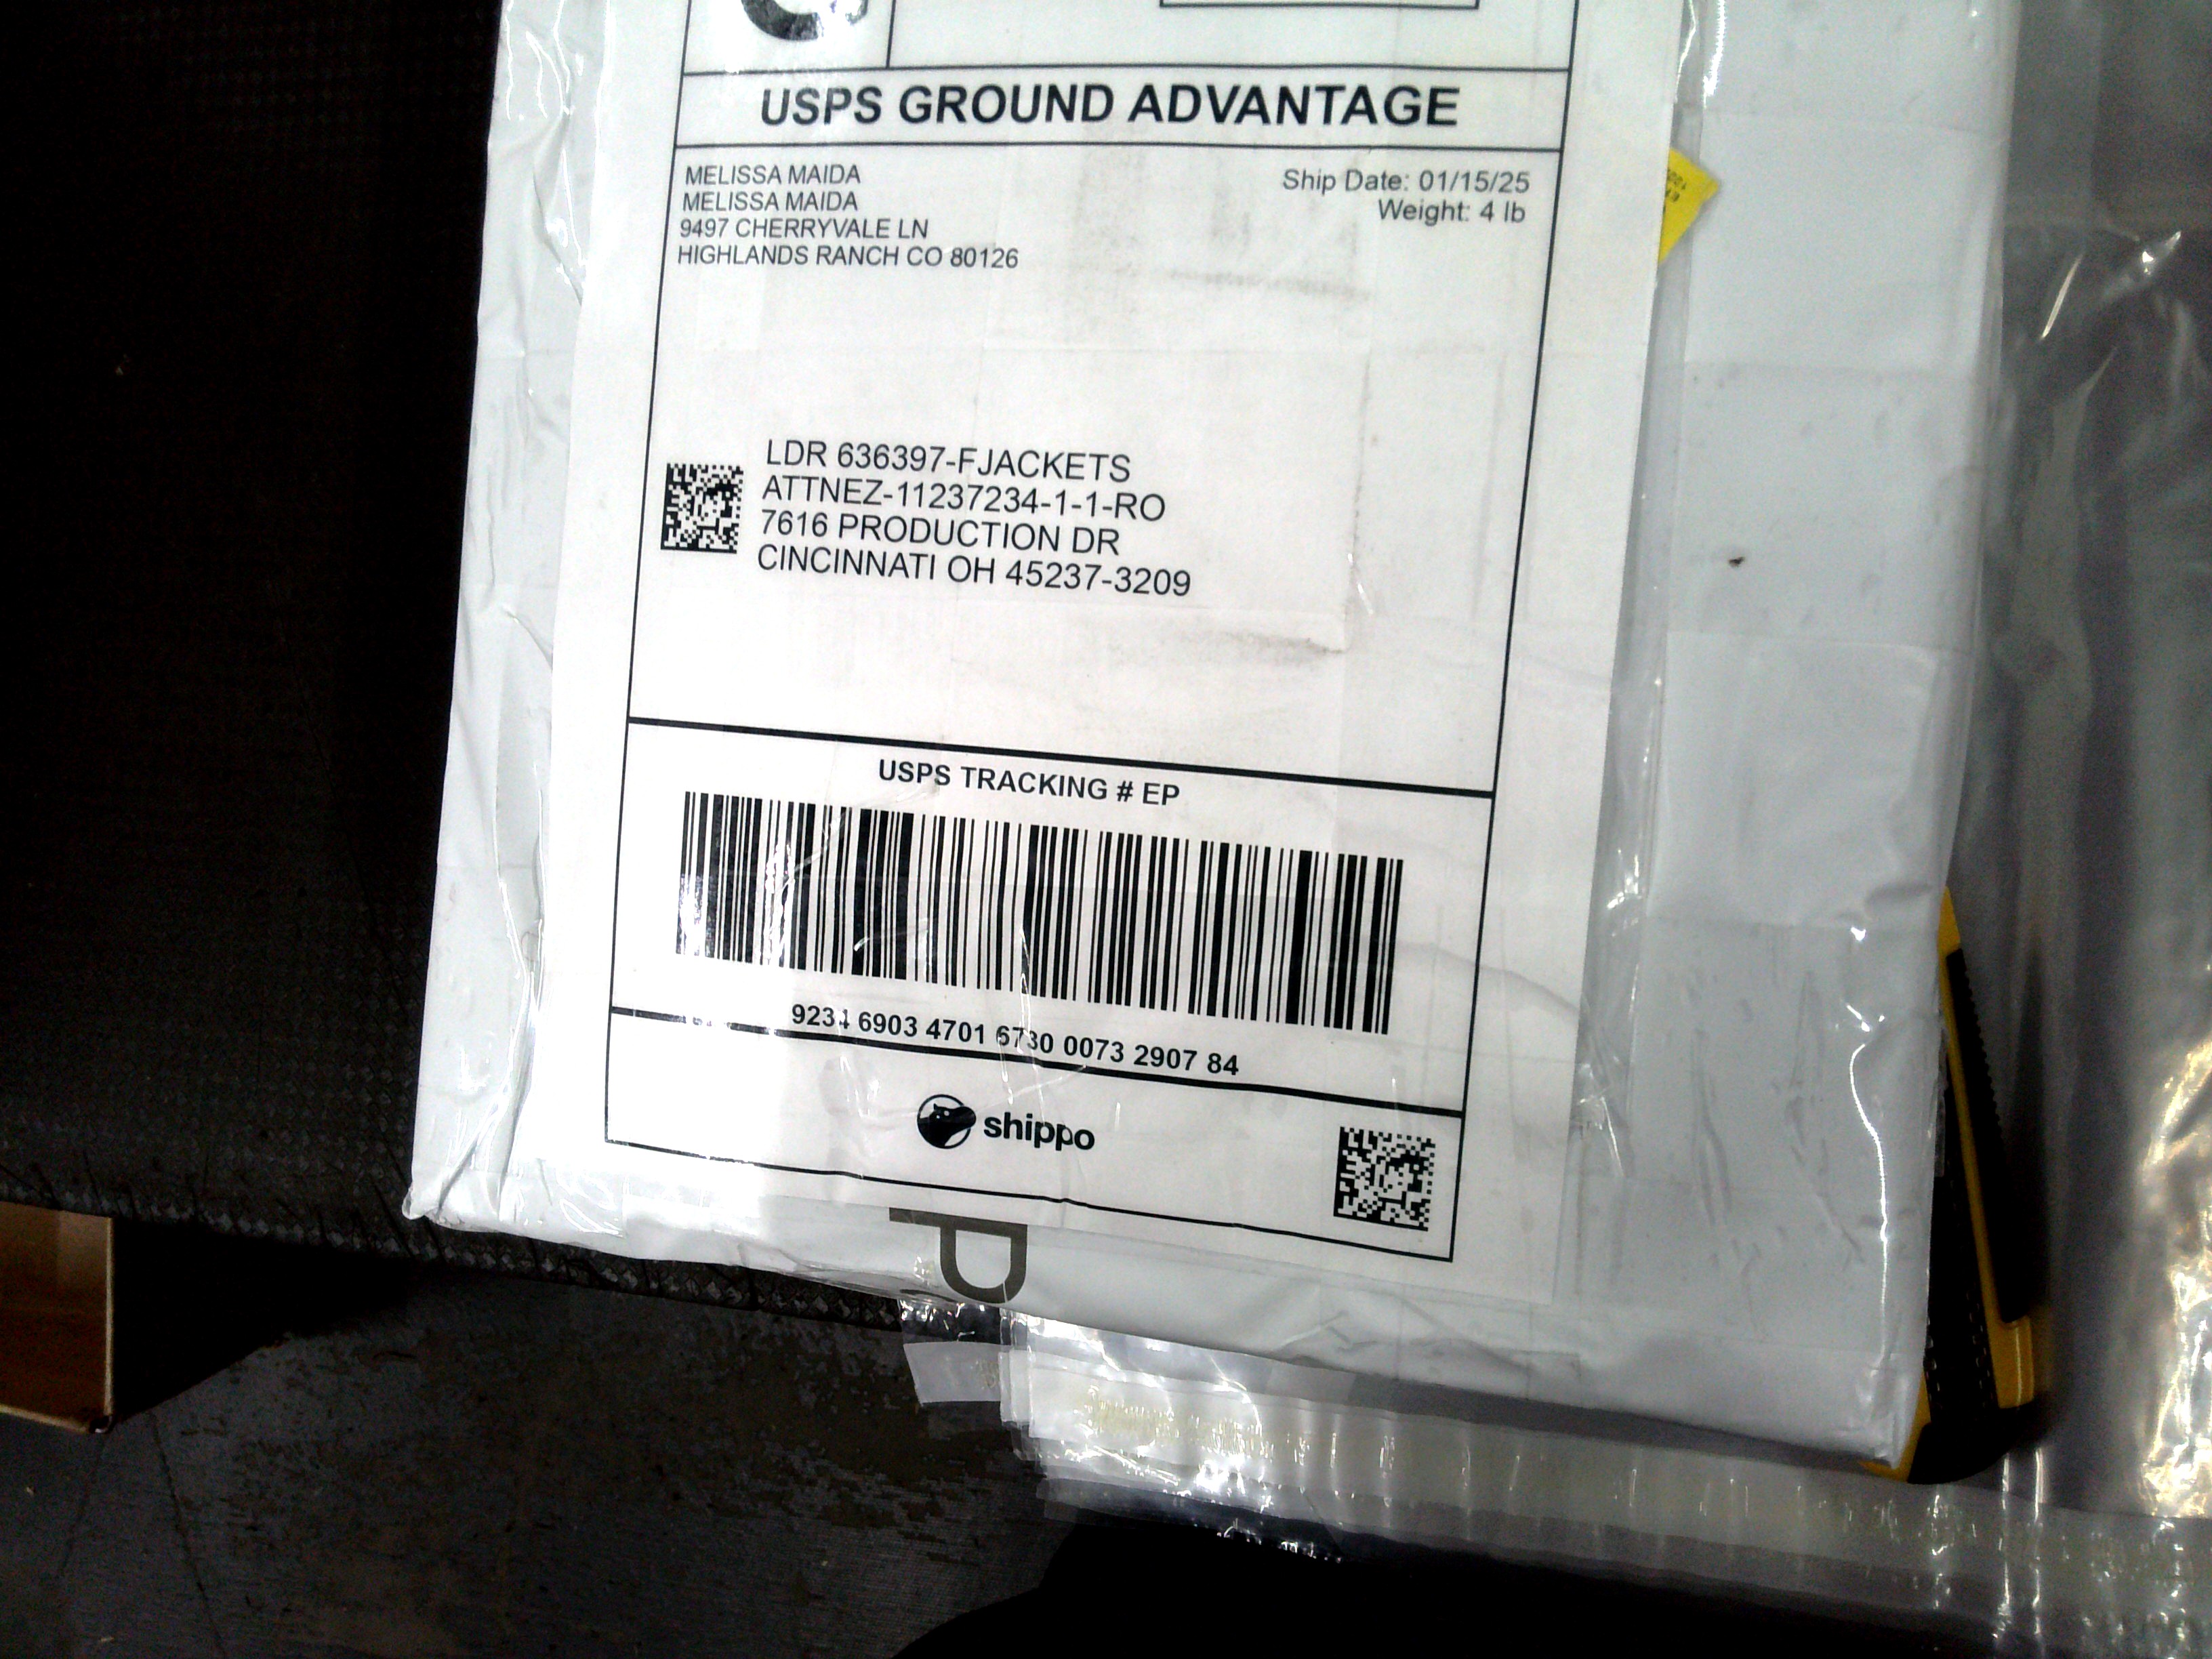 USPS GROUND ADVANTAGE
MELISSA MAIDA
MELISSA MAIDA
9497 CHERRYVALE LN
HIGHLANDS RANCH CO 80126
Ship Date: 01/15/25
Weight: 4 lb
LDR 636397-FJACKETS
ATTNEZ-11237234-1-1-RO
7616 PRODUCTION DR
CINCINNATI OH 45237-3209
USPS TRACKING # EP
9234 6903 4701 6730 0073 2907 84
shippo
P